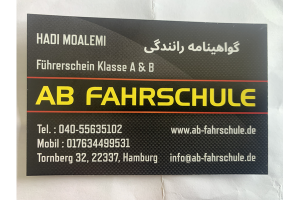 HADI MOALEMI
گواهینامه رانندگی
Führerschein Klasse A & B
AB FAHRSCHULE
Tel. : 040-55635102
www.ab-fahrschule.de
Mobil : 017634499531
Tornberg 32, 22337, Hamburg
info@ab-fahrschule.de